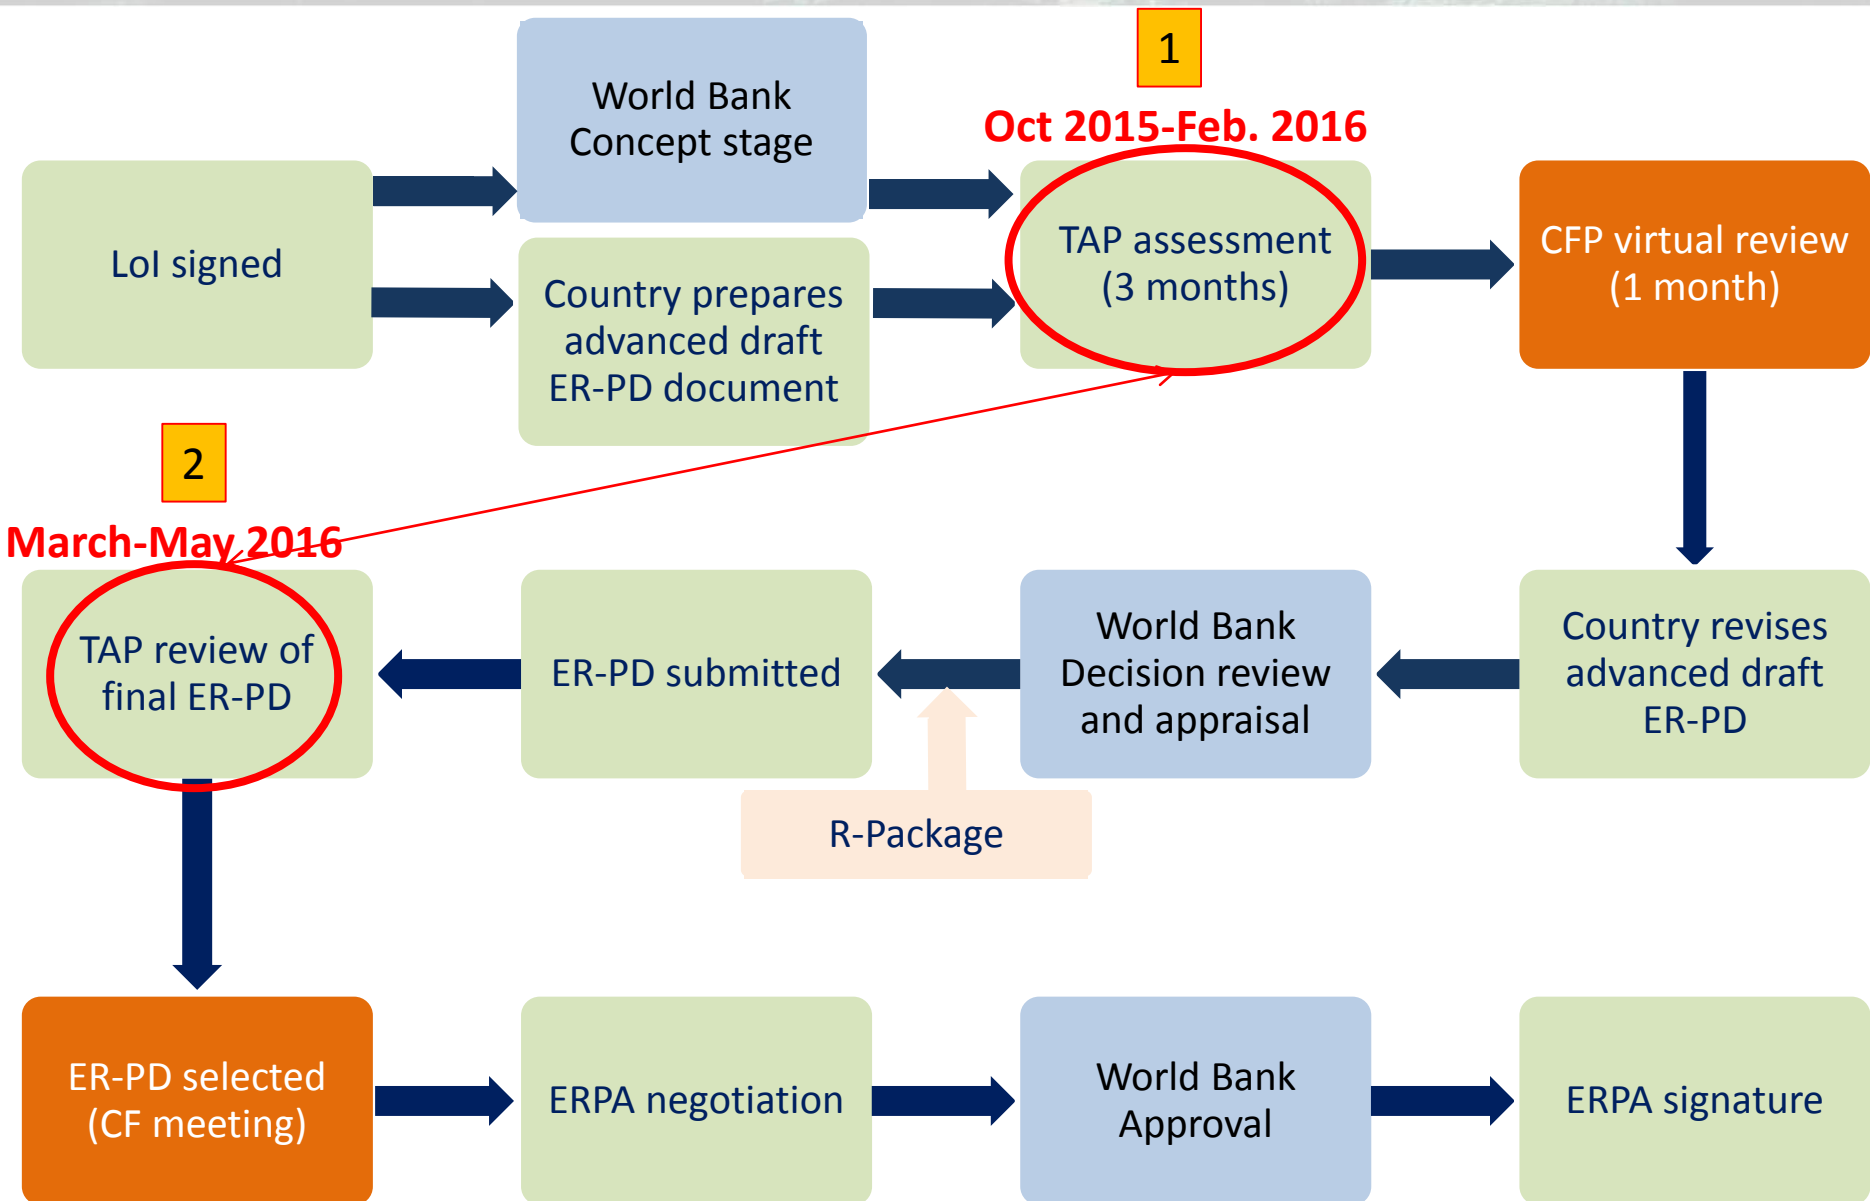 1
Oct 2015-Feb. 2016
World Bank
Concept stage
LoI signed
Country prepares
advanced draft
ER-PD document
TAP assessment
(3 months)
CFP virtual review
(1 month)
2
March-May 2016
TAP review of
final ER-PD
ER-PD submitted
World Bank
Decision review
and appraisal
Country revises
advanced draft
ER-PD
R-Package
ER-PD selected
(CF meeting)
ERPA negotiation
World Bank
Approval
ERPA signature